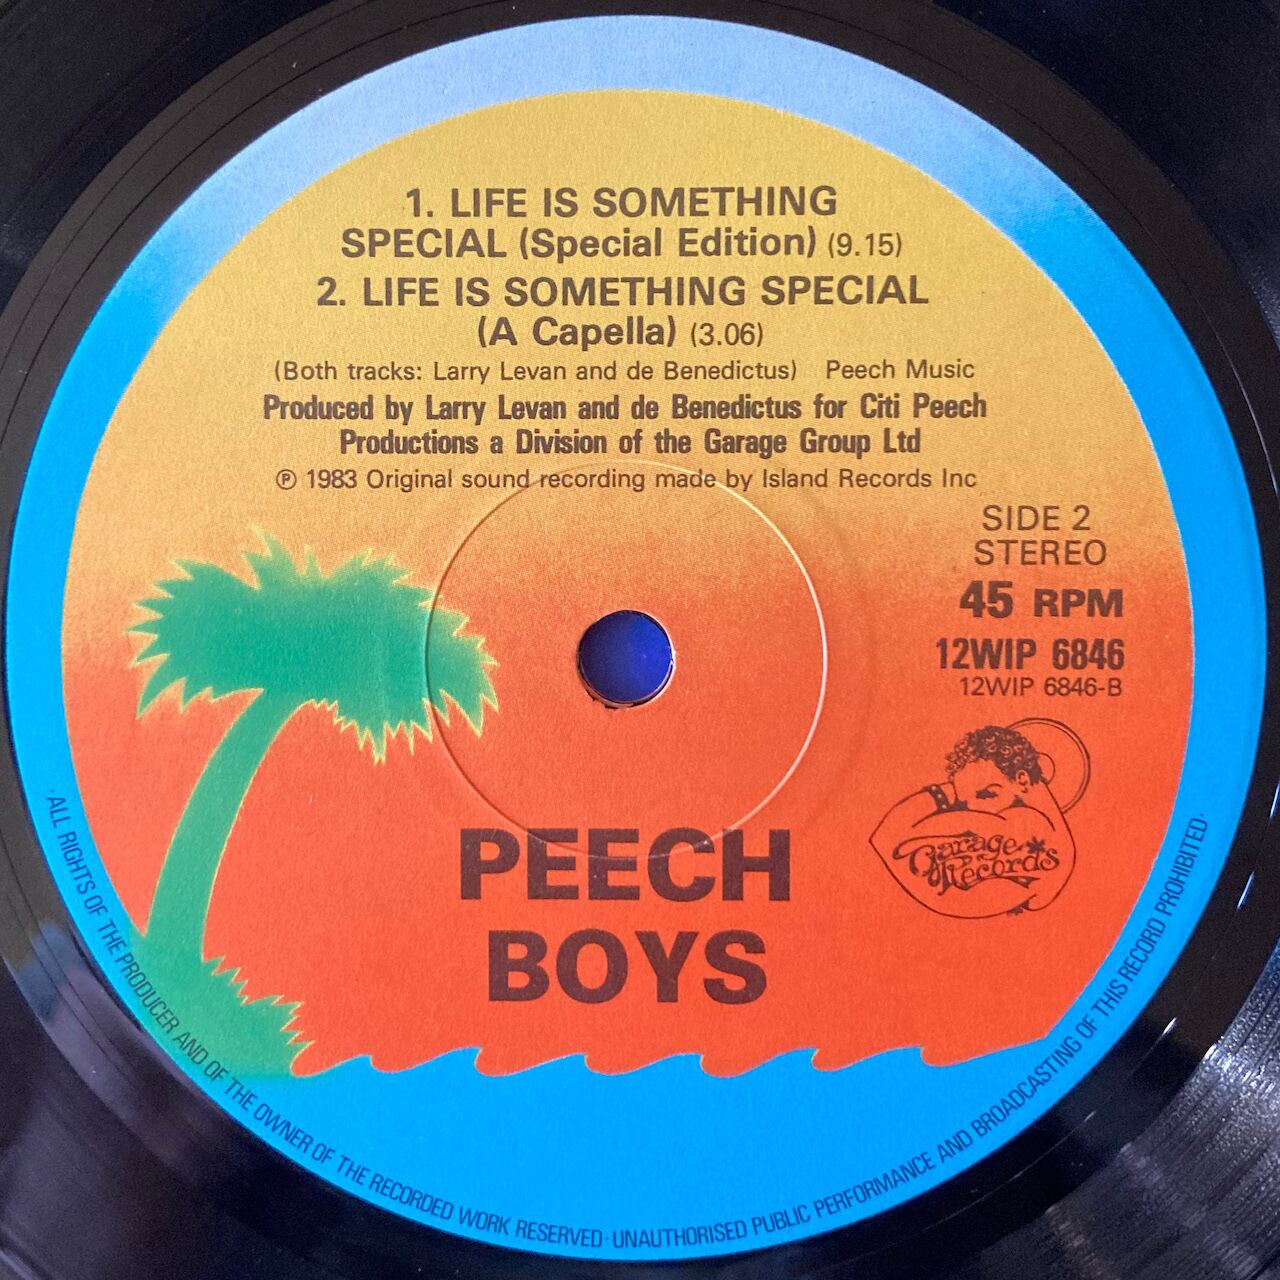 1. LIFE IS SOMETHING
SPECIAL (Special Edition) (9.15)
2. LIFE IS SOMETHING SPECIAL
(A Capella) (3.06)
(Both tracks: Larry Levan and de Benedictus) Peech Music
Produced by Larry Levan and de Benedictus for Citi Peech
Productions a Division of the Garage Group Ltd
℗ 1983 Original sound recording made by Island Records Inc
SIDE 2
STEREO
45 RPM
12WIP 6846
12WIP 6846-B
Garage
Records
PEECH
BOYS
·ALL RIGHTS OF THE PRODUCER AND OF THE OWNER OF THE RECORDED WORK RESERVED·UNAUTHORISED PUBLIC PERFORMANCE AND BROADCASTING OF THIS RECORD PROHIBITED·